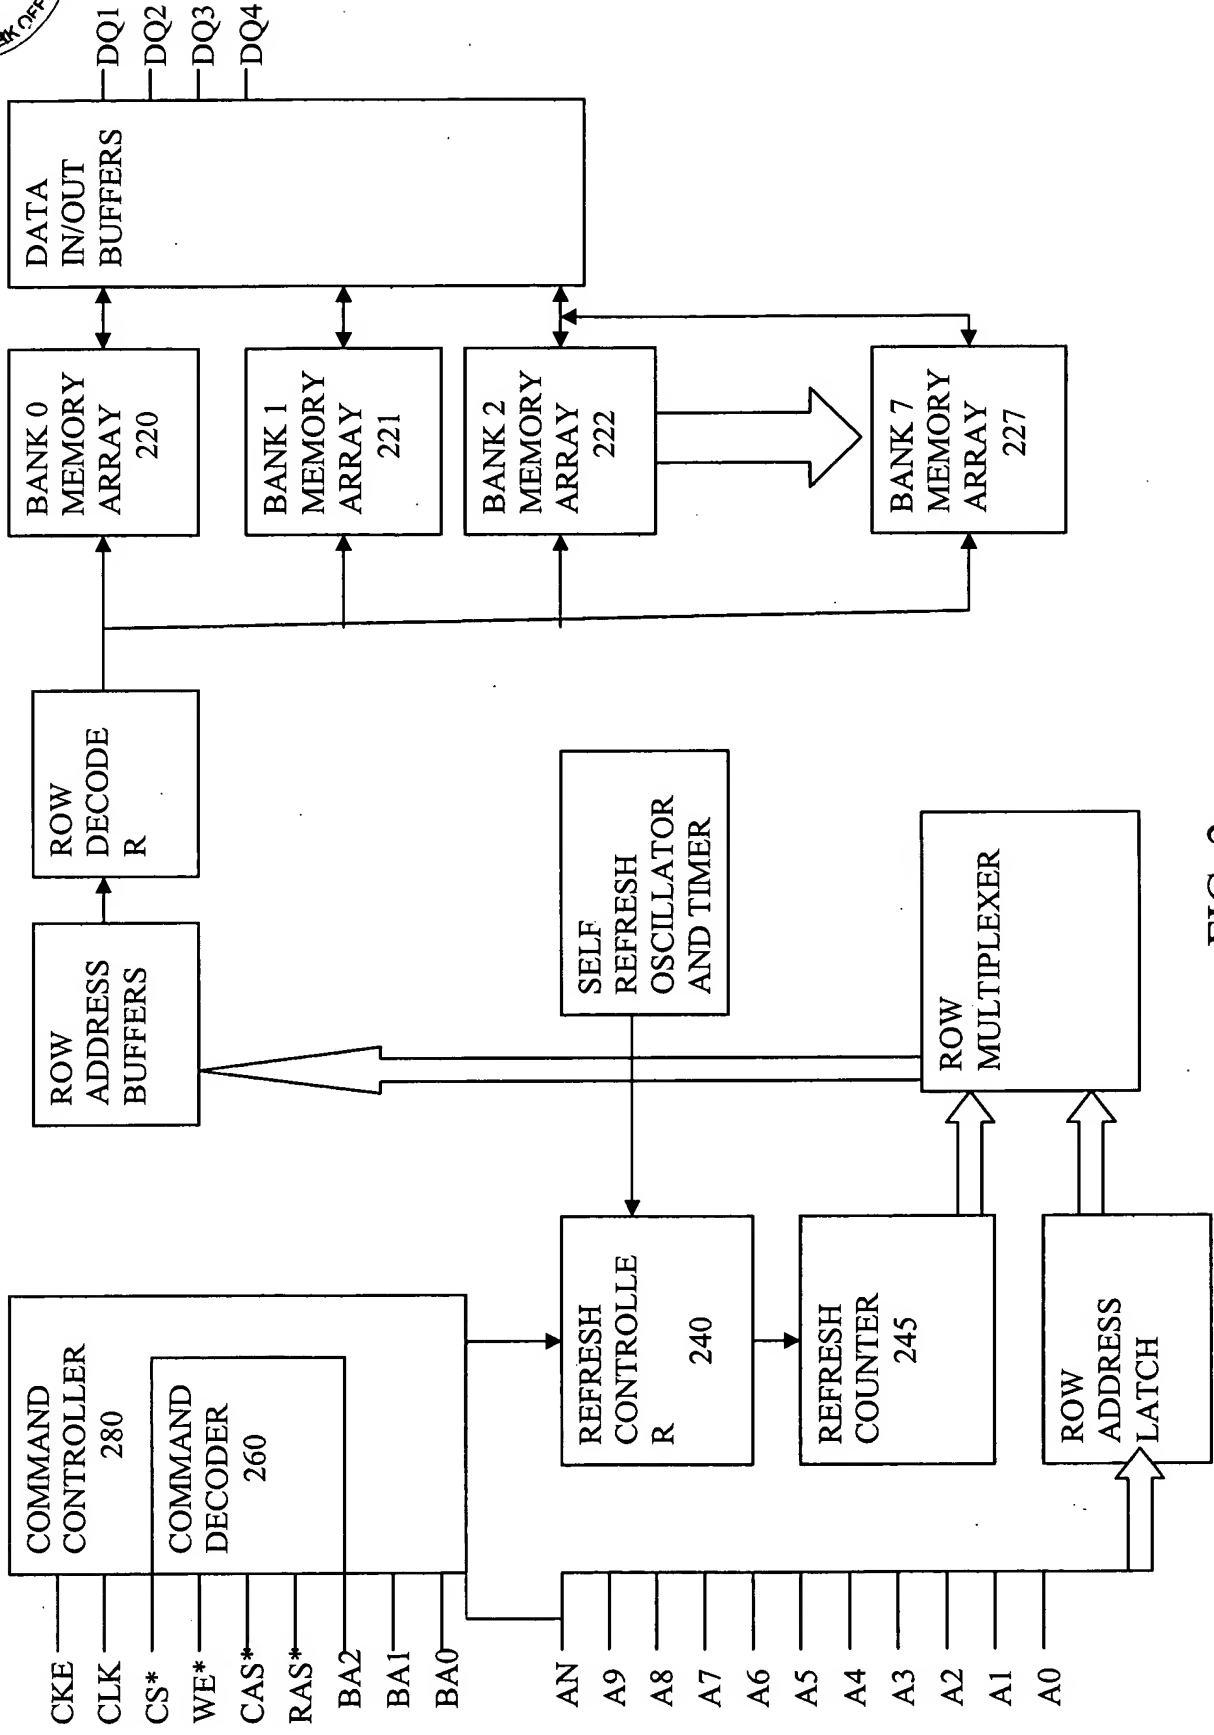 CKE
CLK
CS*
WE*
CAS*
RAS*
BA2
BA1
BA0
AN
A9
A8
A7
A6
A5
A4
A3
A2
A1
A0
COMMAND
CONTROLLER
280
COMMAND
DECODER
260
REFRESH
CONTROLLE
R
240
REFRESH
COUNTER
245
ROW
ADDRESS
LATCH
ROW
ADDRESS
BUFFERS
SELF
REFRESH
OSCILLATOR
AND TIMER
ROW
MULTIPLEXER
ROW
DECODE
R
BANK 0
MEMORY
ARRAY
220
BANK 1
MEMORY
ARRAY
221
BANK 2
MEMORY
ARRAY
222
BANK 7
MEMORY
ARRAY
227
DATA
IN/OUT
BUFFERS
DQ1
DQ2
DQ3
DQ4
FIG.